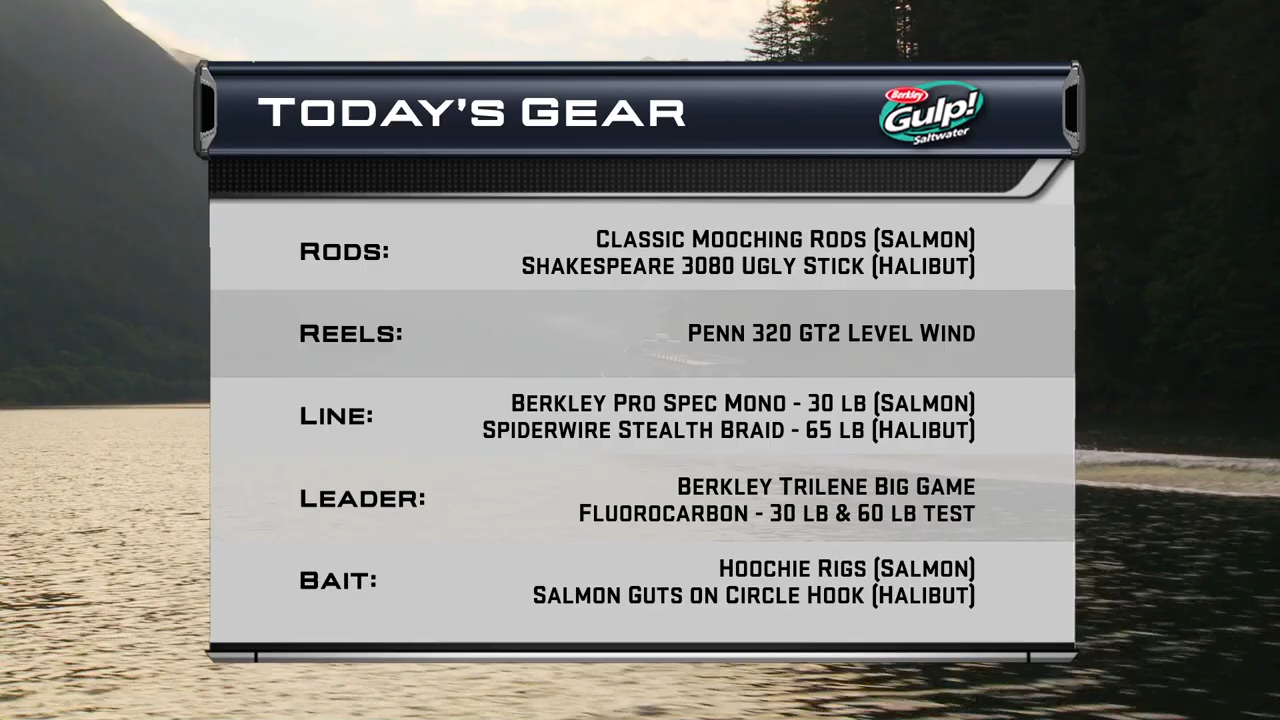 TODAY'S GEAR
Berkley
Gulp!
Saltwater
RODS:
CLASSIC MOOCHING RODS (SALMON)
SHAKESPEARE 3080 UGLY STICK (HALIBUT)
REELS:
PENN 320 GT2 LEVEL WIND
LINE:
BERKLEY PRO SPEC MONO - 30 LB (SALMON)
SPIDERWIRE STEALTH BRAID - 65 LB (HALIBUT)
LEADER:
BERKLEY TRILENE BIG GAME
FLUOROCARBON - 30 LB & 60 LB TEST
BAIT:
HOOCHIE RIGS (SALMON)
SALMON GUTS ON CIRCLE HOOK (HALIBUT)